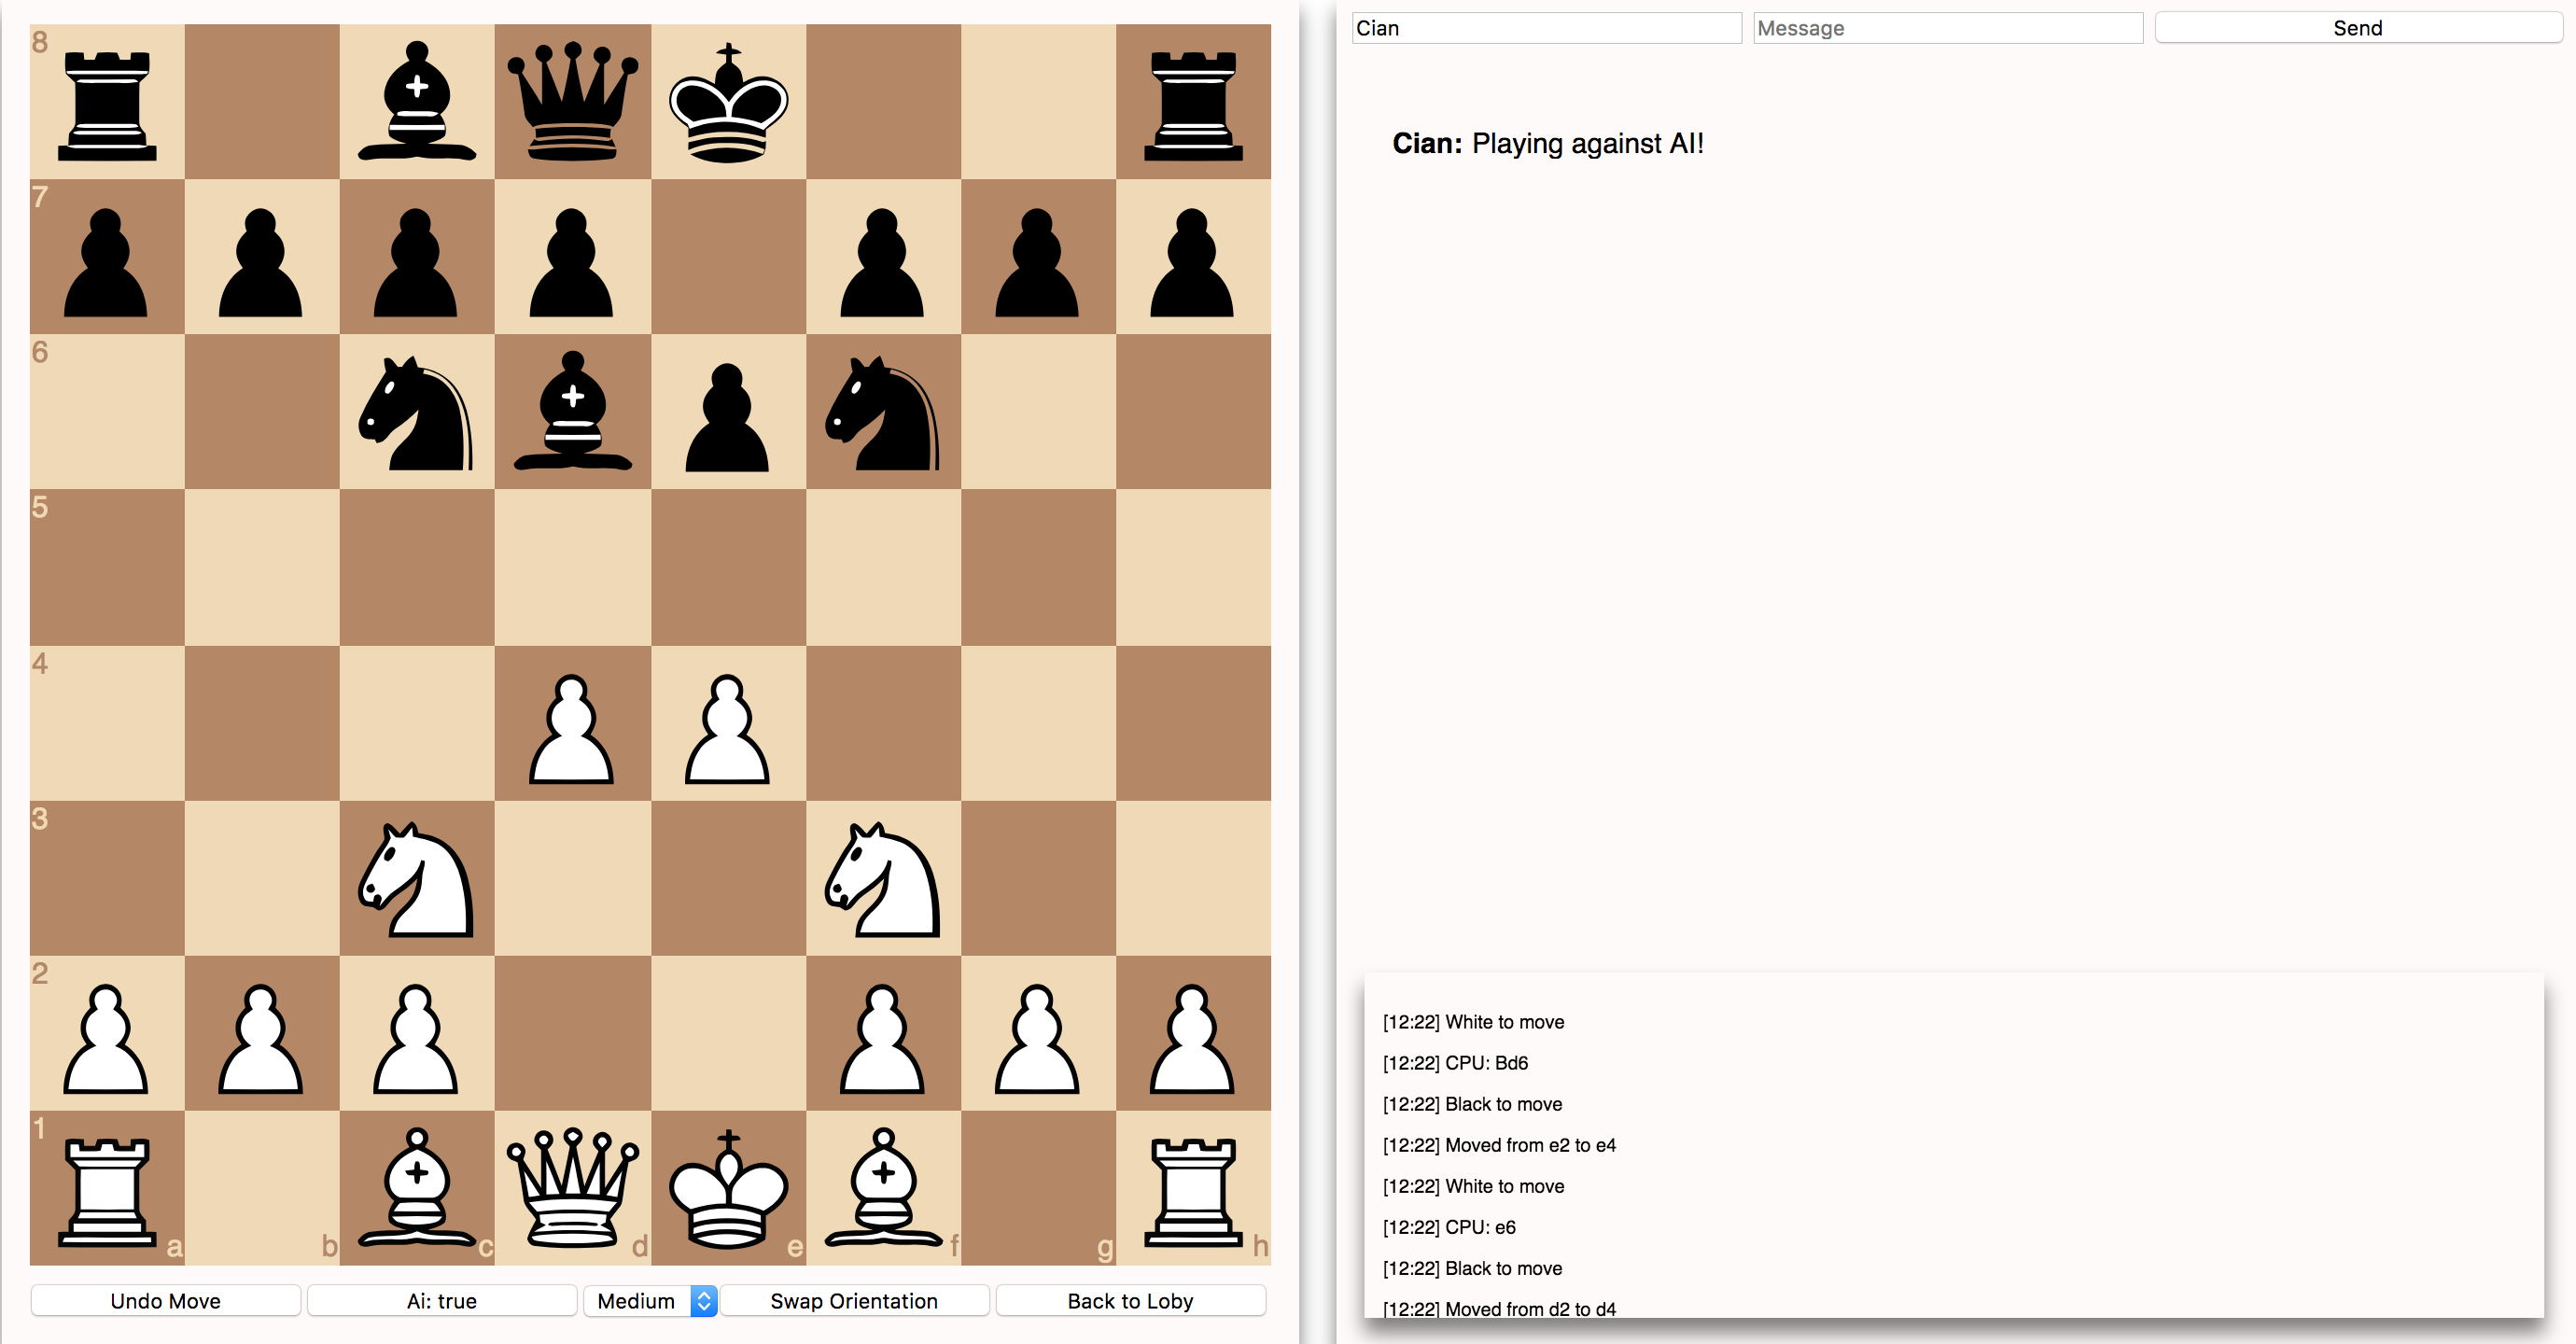 8
7
6
5
4
3
2
1
a b c d e f g h
Undo Move Ai: true Medium Swap Orientation Back to Loby
Cian Message Send
Cian: Playing against AI!
[12:22] White to move
[12:22] CPU: Bd6
[12:22] Black to move
[12:22] Moved from e2 to e4
[12:22] White to move
[12:22] CPU: e6
[12:22] Black to move
[12:22] Moved from d2 to d4